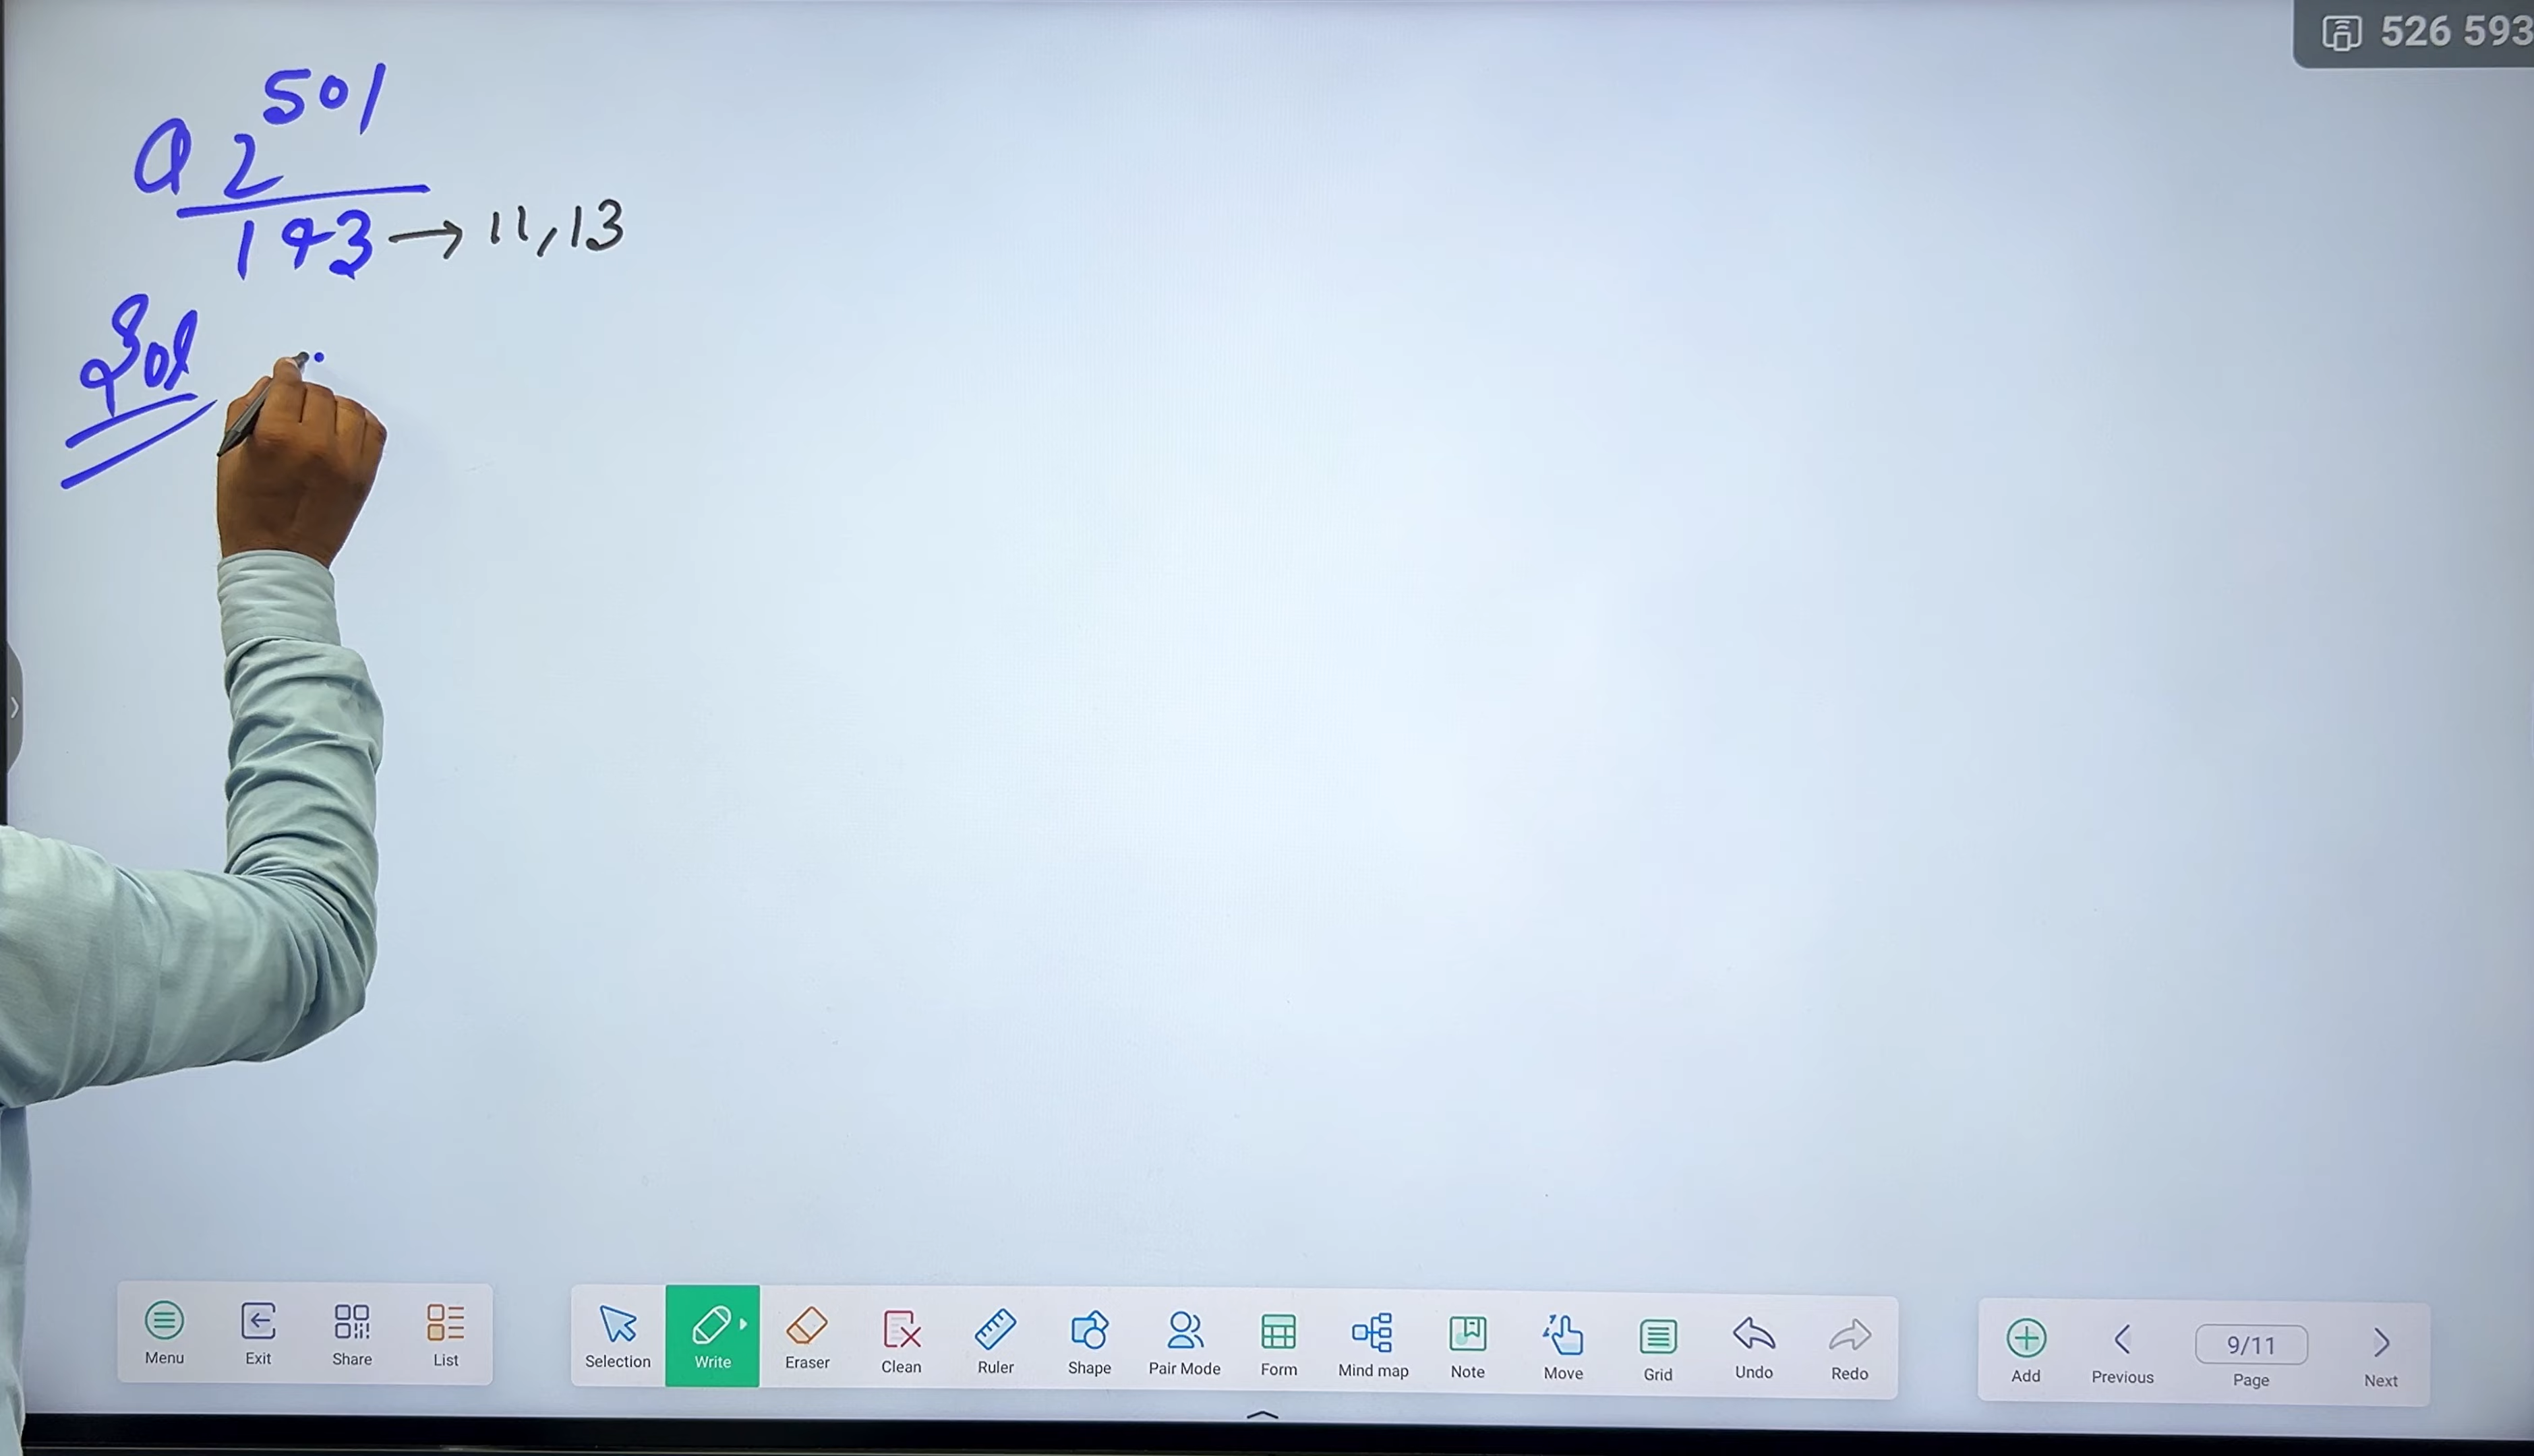 526 593
501
Q 2
143 → 11, 13
Sol
Menu Exit Share List Selection Write Eraser Clean Ruler Shape Pair Mode Form Mind map Note Move Grid Undo Redo Add Previous 9/11 Page Next